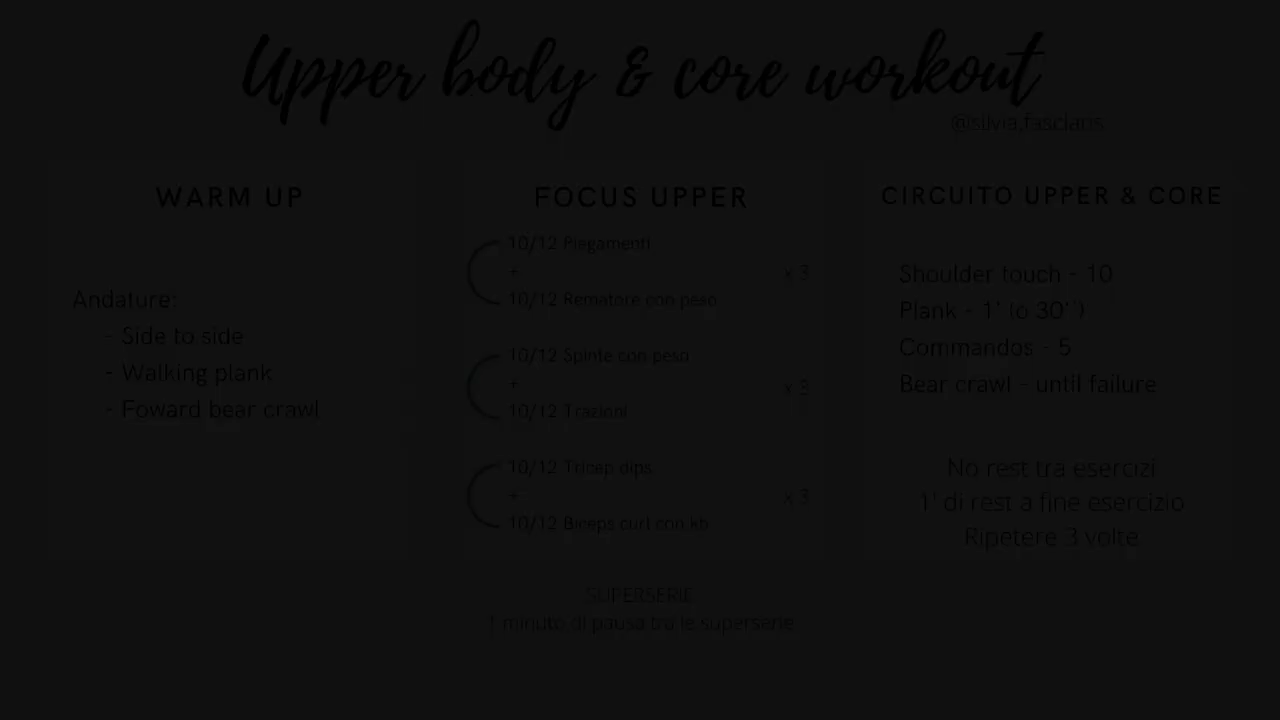 Upper body & core workout
@silvia.fascians
WARM UP
Andature:
- Side to side
- Walking plank
- Foward bear crawl
FOCUS UPPER
10/12 Piegamenti
+
10/12 Rematore con peso
x 3
10/12 Spinte con peso
+
10/12 Trazioni
x 3
10/12 Tricep dips
+
10/12 Biceps curl con kb
x 3
SUPERSERIE
1 minuto di pausa tra le superserie
CIRCUITO UPPER & CORE
Shoulder touch - 10
Plank - 1' (o 30'')
Commandos - 5
Bear crawl - until failure
No rest tra esercizi
1' di rest a fine esercizio
Ripetere 3 volte